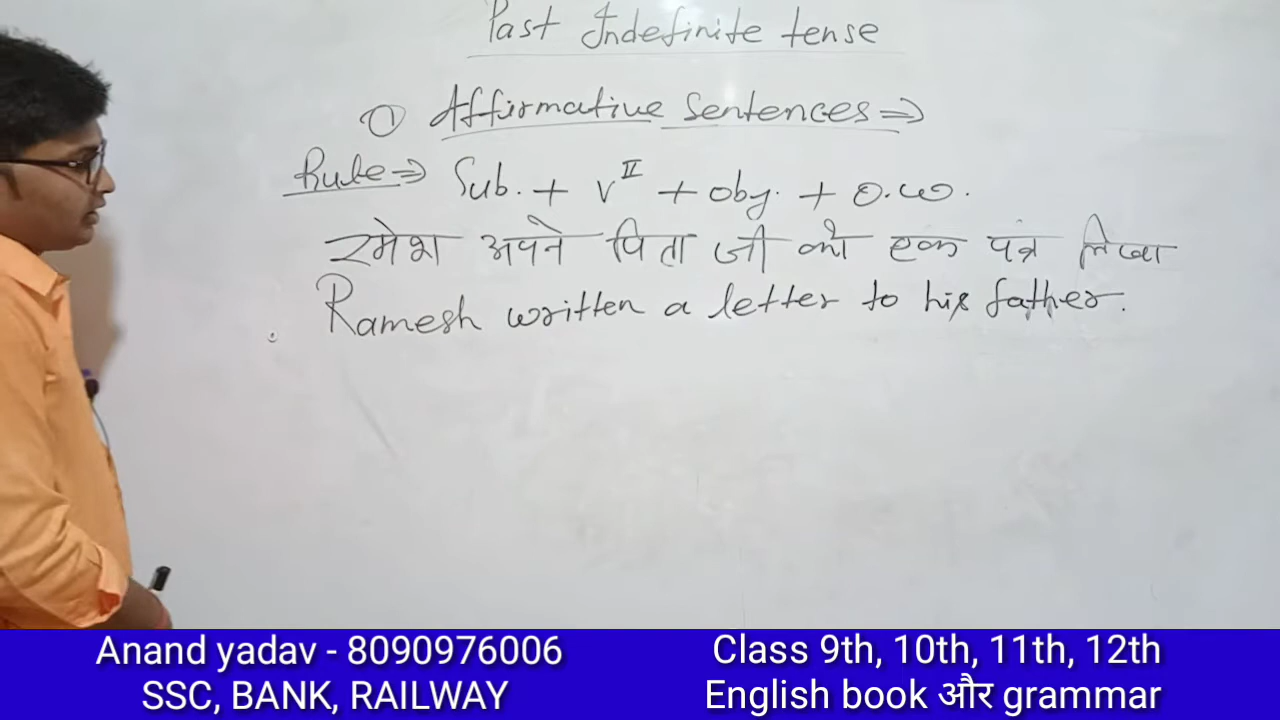 Past Indefinite tense
① Affirmative Sentences ⇒
Rule ⇒ Sub. + V^II + obj. + O.W.
रमेश अपने पिता जी को एक पत्र लिखा
Ramesh written a letter to his father.
Anand yadav - 8090976006
SSC, BANK, RAILWAY
Class 9th, 10th, 11th, 12th
English book और grammar